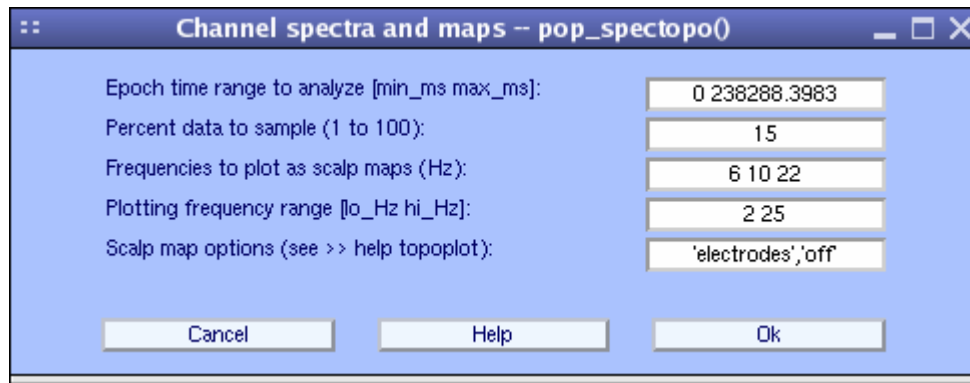 Channel spectra and maps -- pop_spectopo()
Epoch time range to analyze [min_ms max_ms]: 0 238288.3983
Percent data to sample (1 to 100): 15
Frequencies to plot as scalp maps (Hz): 6 10 22
Plotting frequency range [lo_Hz hi_Hz]: 2 25
Scalp map options (see >> help topoplot): 'electrodes','off'
Cancel Help Ok